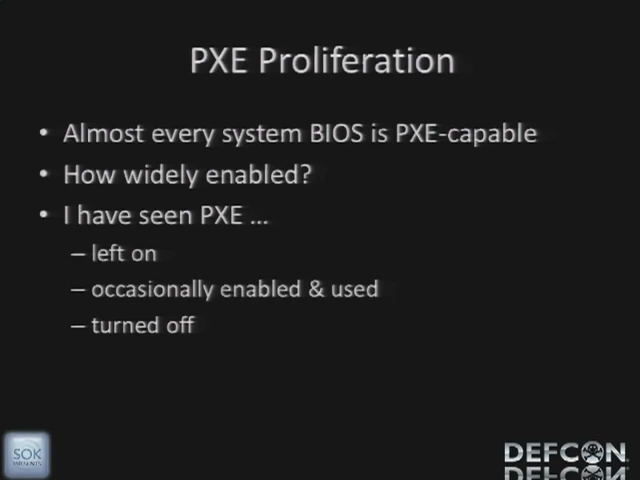 PXE Proliferation
• Almost every system BIOS is PXE-capable
• How widely enabled?
• I have seen PXE ...
– left on
– occasionally enabled & used
– turned off
SOK
DEFCON